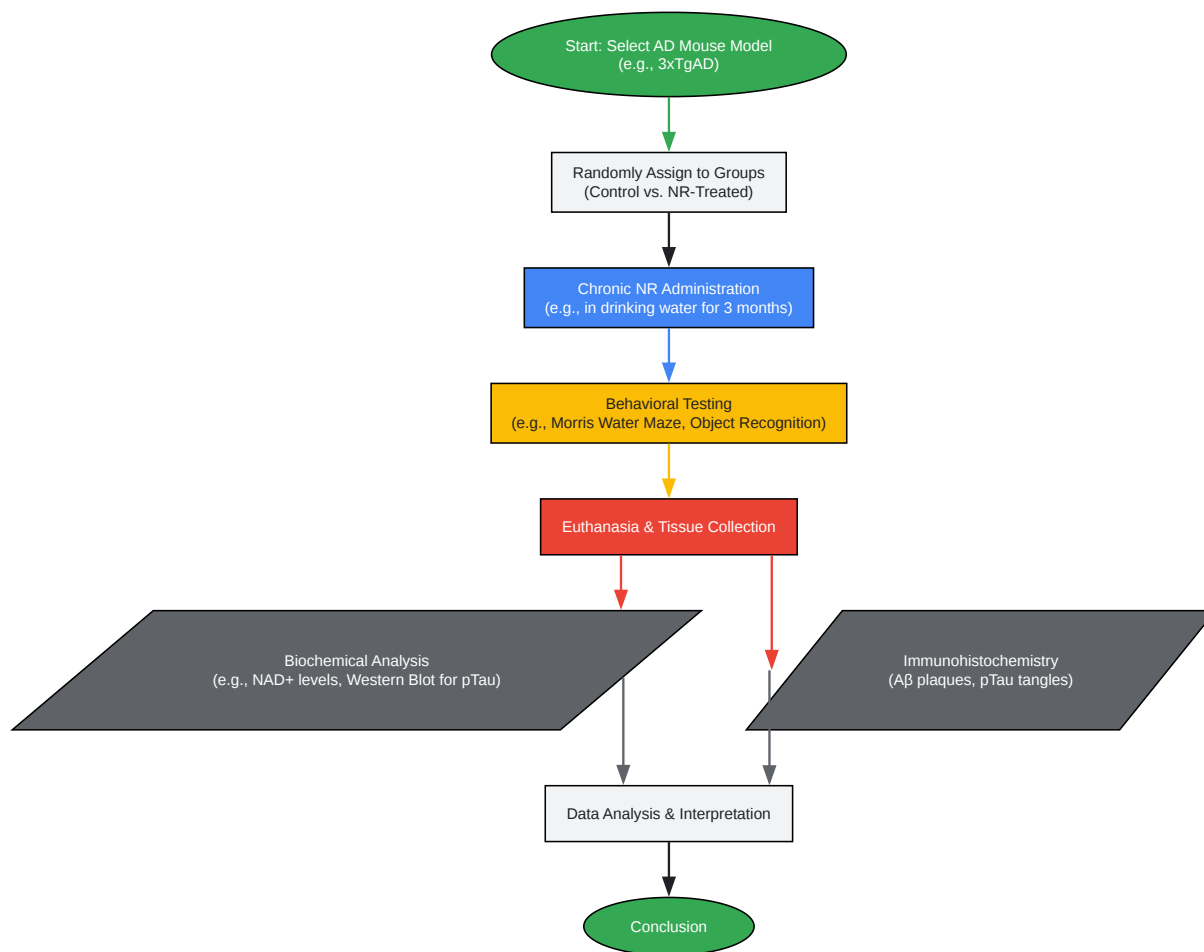 Start: Select AD Mouse Model
(e.g., 3xTgAD)
Randomly Assign to Groups
(Control vs. NR-Treated)
Chronic NR Administration
(e.g., in drinking water for 3 months)
Behavioral Testing
(e.g., Morris Water Maze, Object Recognition)
Euthanasia & Tissue Collection
Biochemical Analysis
(e.g., NAD+ levels, Western Blot for pTau)
Immunohistochemistry
(Aβ plaques, pTau tangles)
Data Analysis & Interpretation
Conclusion